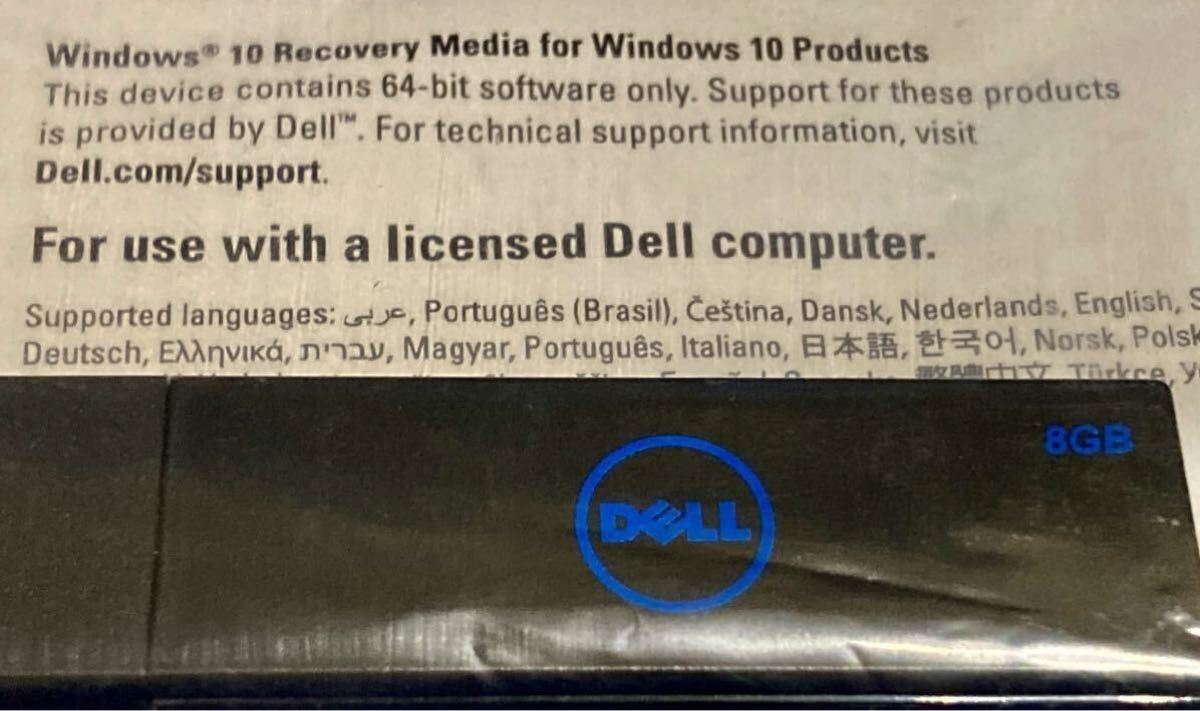 Windows® 10 Recovery Media for Windows 10 Products
This device contains 64-bit software only. Support for these products
is provided by Dell™. For technical support information, visit
Dell.com/support.
For use with a licensed Dell computer.
Supported languages: عربى, Português (Brasil), Čeština, Dansk, Nederlands, English,
Deutsch, Ελληνικά, עברית, Magyar, Português, Italiano, 日本語, 한국어, Norsk, Polsk
Türkçe,
8GB
DELL